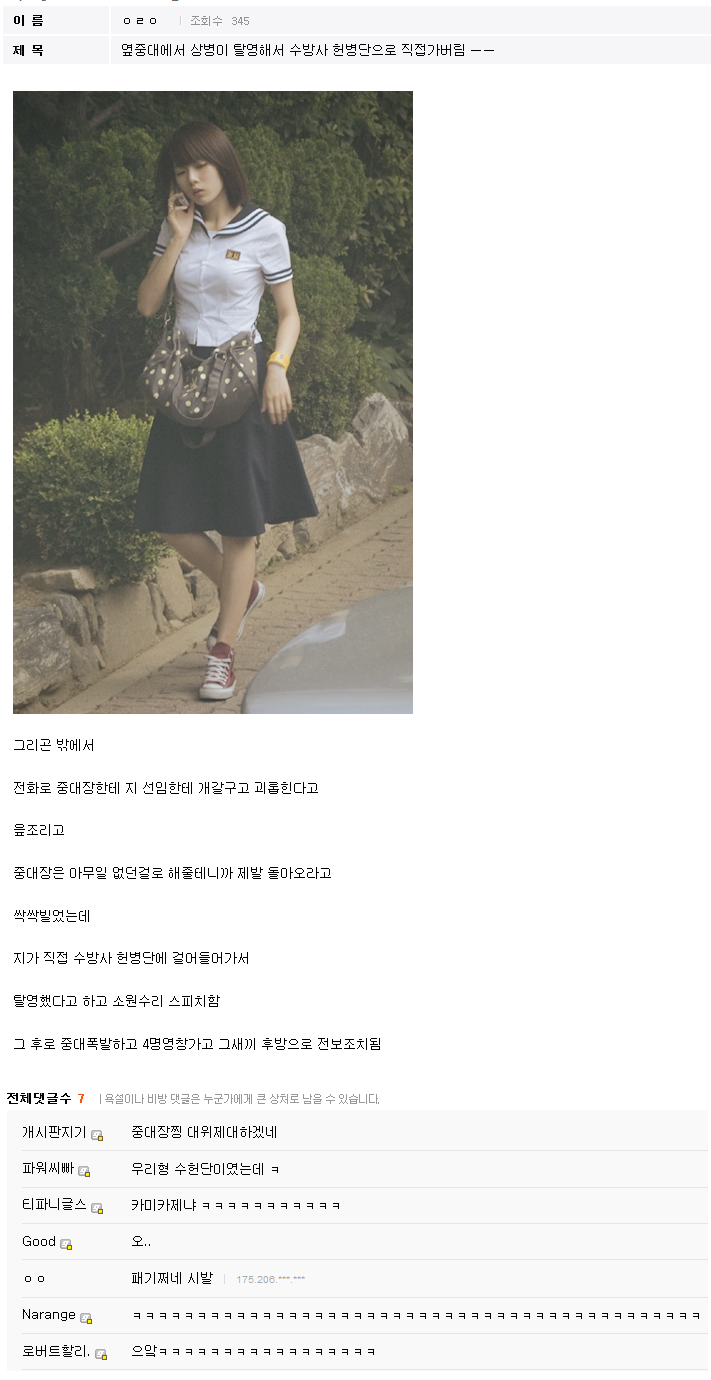 이 름 ㅇㄹㅇ | 조회수 345
제 목 옆중대에서 상병이 탈영해서 수방사 헌병단으로 직접가버림 ㅡㅡ
그리곤 밖에서
전화로 중대장한테 지 선임한테 개갈구고 괴롭힌다고
읊조리고
중대장은 아무일 없던걸로 해줄테니까 제발 돌아오라고
싹싹빌었는데
지가 직접 수방사 헌병단에 걸어들어가서
탈영했다고 하고 소원수리 스피치함
그 후로 중대폭발하고 4명영창가고 그새끼 후방으로 전보조치됨
전체댓글수 7 | 욕설이나 비방 댓글은 누군가에게 큰 상처로 남을 수 있습니다.
개시판지기 중대장찡 대위제대하겠네
파워씨빠 우리형 수헌단이였는데 ㅋ
티파니글스 카미카제냐 ㅋㅋㅋㅋㅋㅋㅋㅋㅋㅋㅋ
Good 오..
ㅇㅇ 패기쩌네 시발 | 175.206.***.***
Narange ㅋㅋㅋㅋㅋㅋㅋㅋㅋㅋㅋㅋㅋㅋㅋㅋㅋㅋㅋㅋㅋㅋㅋㅋㅋㅋㅋㅋㅋㅋㅋㅋㅋㅋㅋㅋㅋㅋㅋㅋㅋㅋㅋㅋ
로버트할리. 으앜ㅋㅋㅋㅋㅋㅋㅋㅋㅋㅋㅋㅋㅋㅋㅋㅋㅋ